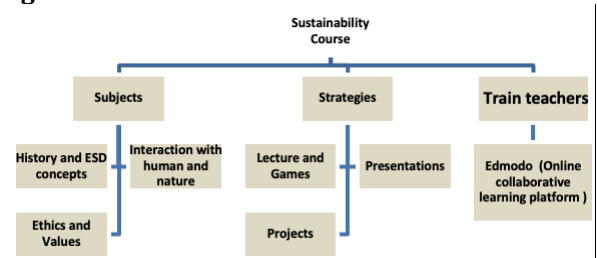 Sustainability
Course
Subjects
Strategies
Train teachers
History and ESD
concepts
Interaction with
human and
nature
Lecture and
Games
Presentations
Edmodo (Online
collaborative
learning platform )
Ethics and
Values
Projects